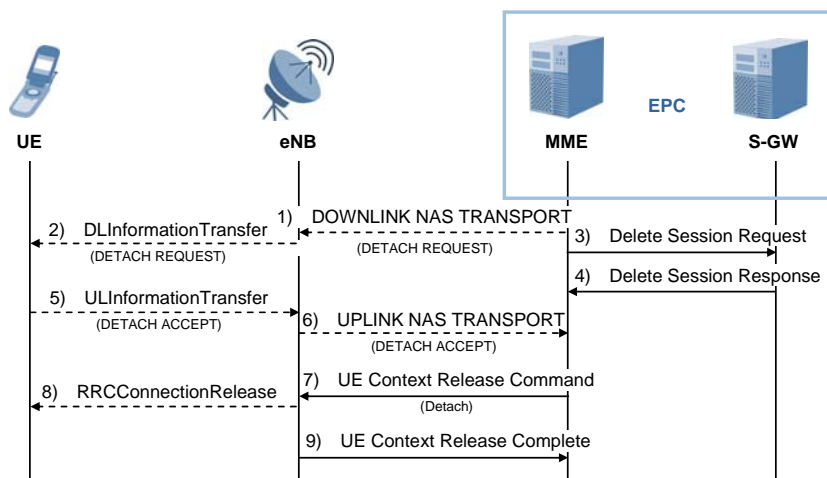 EPC
UE
eNB
MME
S-GW
1) DOWNLINK NAS TRANSPORT
(DETACH REQUEST)
2) DLInformationTransfer
(DETACH REQUEST)
3) Delete Session Request
4) Delete Session Response
5) ULInformationTransfer
(DETACH ACCEPT)
6) UPLINK NAS TRANSPORT
(DETACH ACCEPT)
7) UE Context Release Command
(Detach)
8) RRCConnectionRelease
9) UE Context Release Complete